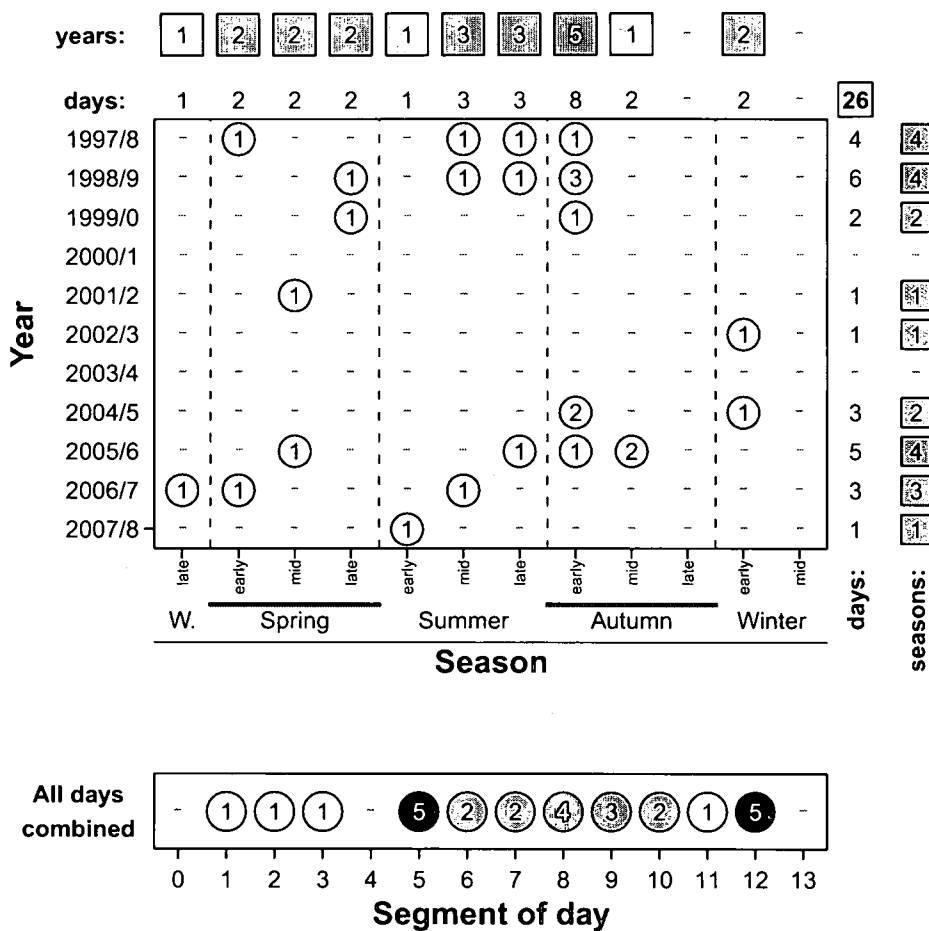 years: 1 2 2 2 1 3 3 5 1 - 2
days: 1 2 2 2 1 3 3 8 2 - 2 - 26
1997/8 - 1 - - - 1 1 1 - - - - 4 4
1998/9 - - - 1 - 1 1 3 - - - - 6 4
1999/0 - - - 1 - - - 1 - - - - 2 2
2000/1 - - - - - - - - - - - - - -
2001/2 - - 1 - - - - - - - - - 1 1
2002/3 - - - - - - - - - - 1 - 1 1
2003/4 - - - - - - - - - - - - - -
2004/5 - - - - - - - 2 - - 1 - 3 2
2005/6 - - 1 - - - 1 1 2 - - - 5 4
2006/7 1 1 - - - 1 - - - - - - 3 3
2007/8 - - - - 1 - - - - - - - 1 1
Year
late early mid late early mid late early mid late early mid
days:
seasons:
W. Spring Summer Autumn Winter
Season
All days
combined
- 1 1 1 - 5 2 2 4 3 2 1 5 -
0 1 2 3 4 5 6 7 8 9 10 11 12 13
Segment of day